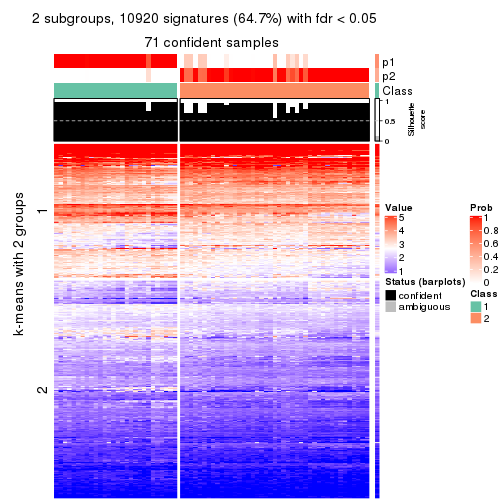 2 subgroups, 10920 signatures (64.7%) with fdr < 0.05
71 confident samples
p1
p2
Class
1
0.5
0
Silhouette
score
k-means with 2 groups
1
2
Value
5
4
3
2
1
Status (barplots)
confident
ambiguous
Prob
1
0.8
0.6
0.4
0.2
0
Class
1
2